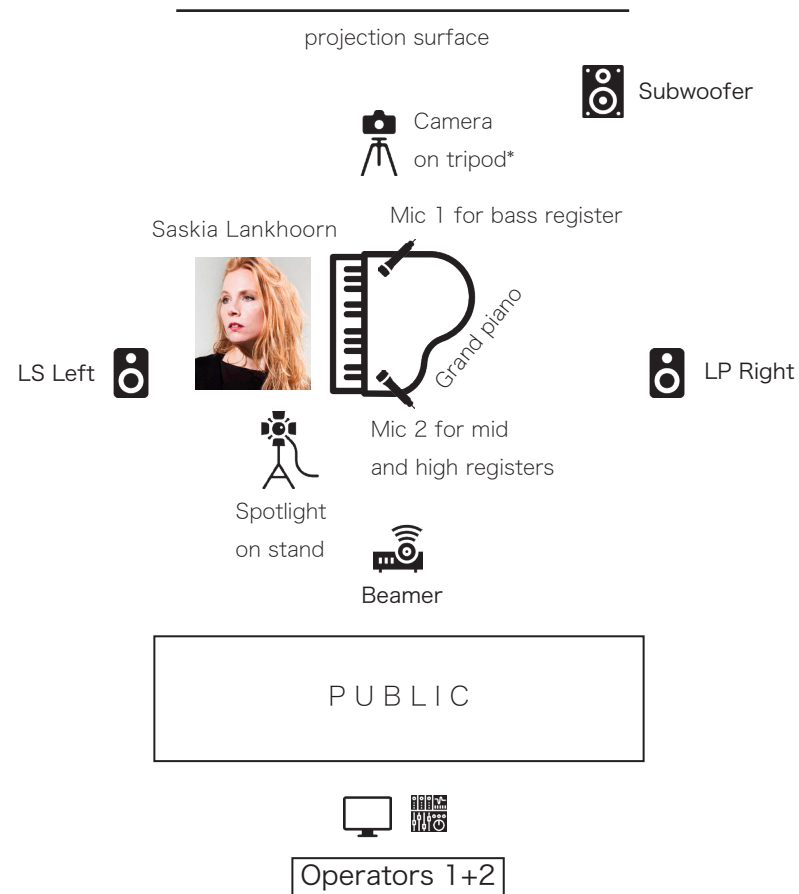 projection surface
Subwoofer
Camera
on tripod*
Mic 1 for bass register
Saskia Lankhoorn
Grand piano
LS Left
LP Right
Mic 2 for mid
and high registers
Spotlight
on stand
Beamer
PUBLIC
Operators 1+2